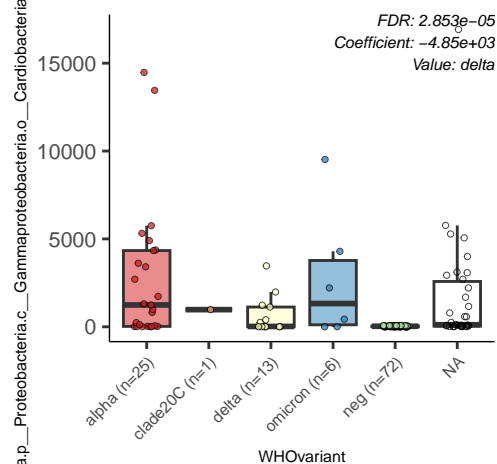 FDR: 2.853e−05
Coefficient: −4.85e+03
Value: delta
a.p__Proteobacteria.c__Gammaproteobacteria.o__Cardiobacteria
15000
10000
5000
0
alpha (n=25)
clade20C (n=1)
delta (n=13)
omicron (n=6)
neg (n=72)
NA
WHOvariant